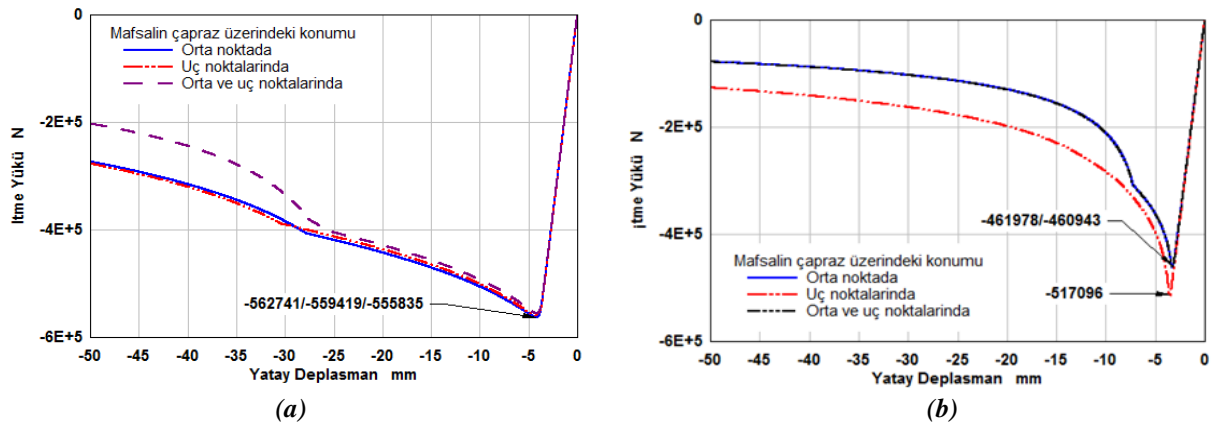 0
-2E+5
-4E+5
-6E+5
Itme Yükü N
Mafsalin çapraz üzerindeki konumu
Orta noktada
Uç noktalarinda
Orta ve uç noktalarinda
-562741/-559419/-555835
-50 -45 -40 -35 -30 -25 -20 -15 -10 -5 0
Yatay Deplasman mm
(a)
0
-2E+5
-4E+5
-6E+5
İtme Yükü N
-461978/-460943
Mafsalin çapraz üzerindeki konumu
Orta noktada
Uç noktalarinda
Orta ve uç noktalarinda
-517096
-50 -45 -40 -35 -30 -25 -20 -15 -10 -5 0
Yatay Deplasman mm
(b)